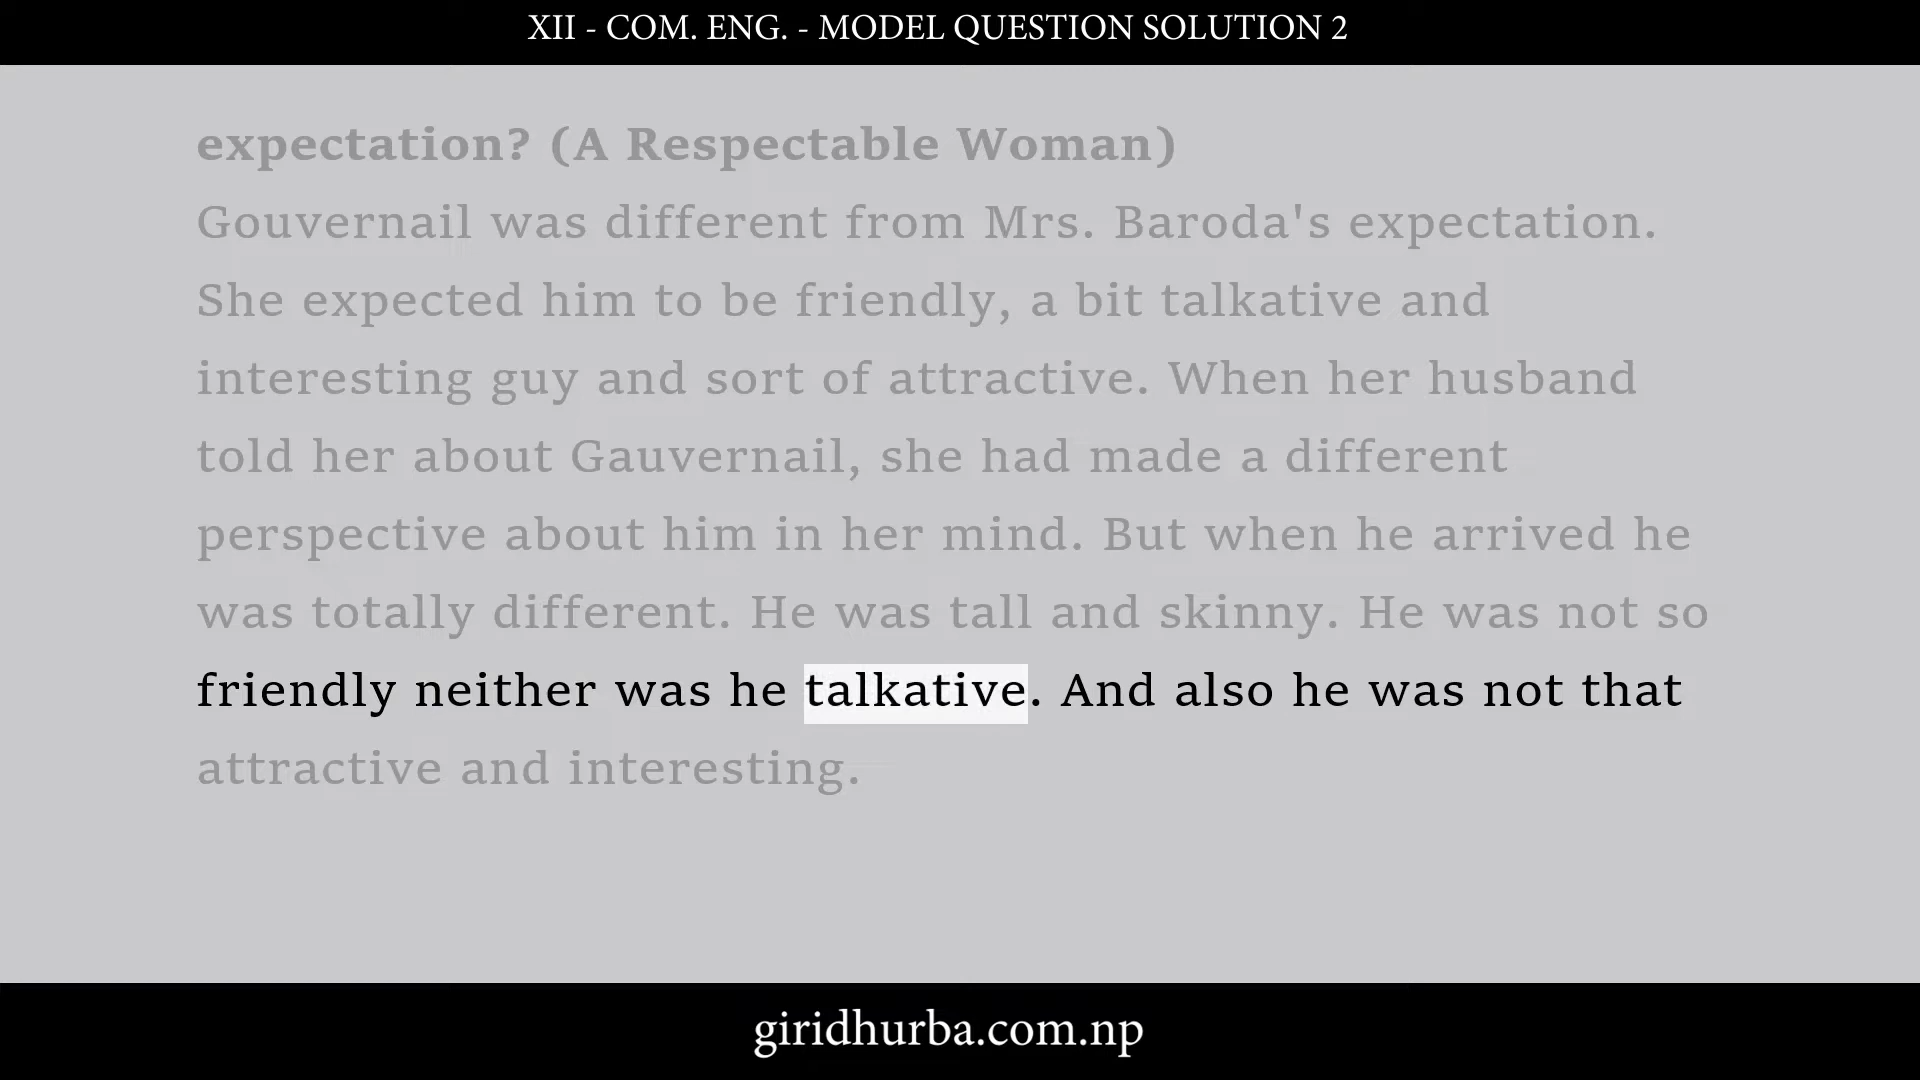 XII - COM. ENG. - MODEL QUESTION SOLUTION 2
expectation? (A Respectable Woman)
Gouvernail was different from Mrs. Baroda's expectation.
She expected him to be friendly, a bit talkative and
interesting guy and sort of attractive. When her husband
told her about Gauvernail, she had made a different
perspective about him in her mind. But when he arrived he
was totally different. He was tall and skinny. He was not so
friendly neither was he talkative. And also he was not that
attractive and interesting.
giridhurba.com.np